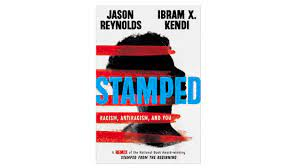 JASON REYNOLDS
IBRAM X. KENDI
STAMPED
RACISM, ANTIRACISM, AND YOU
A REMIX of the National Book Award-winning
STAMPED FROM THE BEGINNING